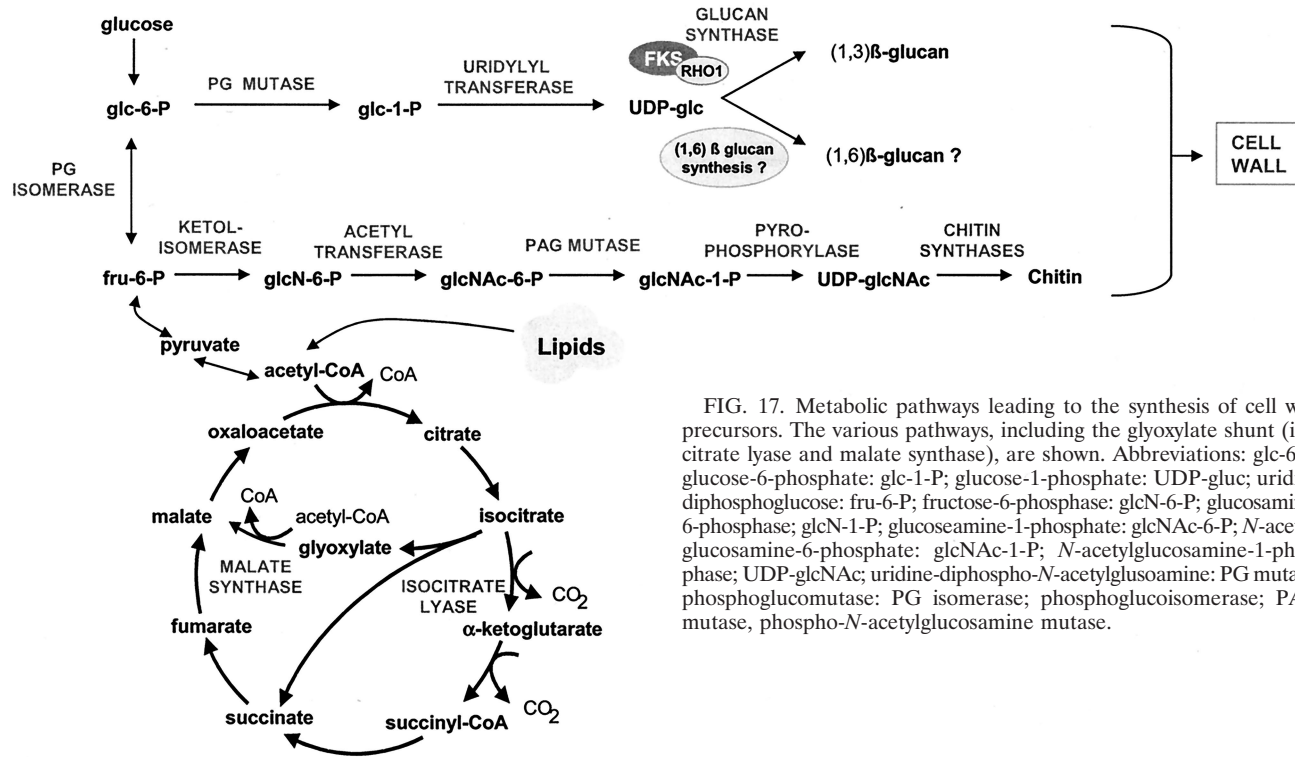 glucose
GLUCAN
SYNTHASE
FKS
RHO1
(1,3)ß-glucan
PG MUTASE
URIDYLYL
TRANSFERASE
glc-6-P
glc-1-P
UDP-glc
(1,6) ß glucan
synthesis ?
(1,6)ß-glucan ?
CELL
WALL
PG
ISOMERASE
KETOL-
ISOMERASE
ACETYL
TRANSFERASE
PAG MUTASE
PYRO-
PHOSPHORYLASE
CHITIN
SYNTHASES
fru-6-P
glcN-6-P
glcNAc-6-P
glcNAc-1-P
UDP-glcNAc
Chitin
pyruvate
Lipids
acetyl-CoA
CoA
oxaloacetate
citrate
CoA
malate
acetyl-CoA
isocitrate
glyoxylate
MALATE
SYNTHASE
ISOCITRATE
LYASE
CO2
fumarate
α-ketoglutarate
succinate
succinyl-CoA
CO2
FIG. 17. Metabolic pathways leading to the synthesis of cell w
precursors. The various pathways, including the glyoxylate shunt (i
citrate lyase and malate synthase), are shown. Abbreviations: glc-6
glucose-6-phosphate: glc-1-P; glucose-1-phosphate: UDP-gluc; urid
diphosphoglucose: fru-6-P; fructose-6-phosphase: glcN-6-P; glucosamin
6-phosphase; glcN-1-P; glucoseamine-1-phosphate: glcNAc-6-P; N-ace
glucosamine-6-phosphate: glcNAc-1-P; N-acetylglucosamine-1-ph
phase; UDP-glcNAc; uridine-diphospho-N-acetylglusoamine: PG muta
phosphoglucomutase: PG isomerase; phosphoglucoisomerase; PA
mutase, phospho-N-acetylglucosamine mutase.